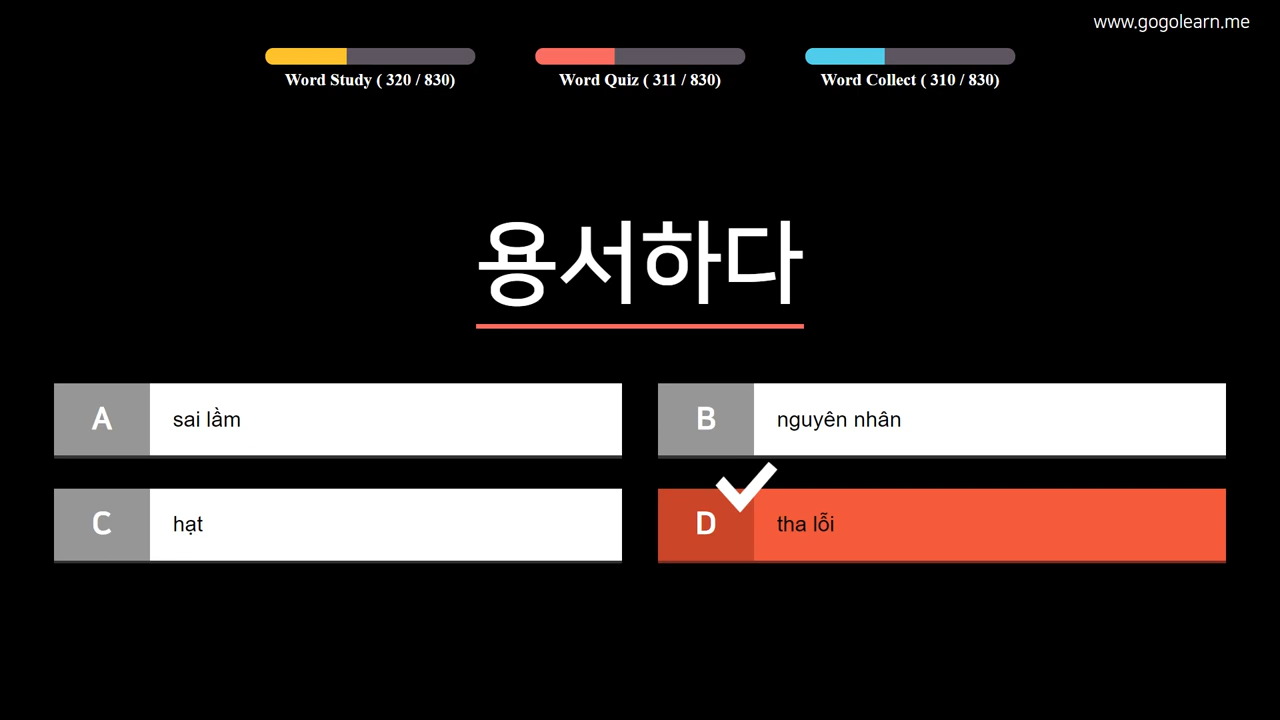 www.gogolearn.me
Word Study ( 320 / 830)
Word Quiz ( 311 / 830)
Word Collect ( 310 / 830)
용서하다
A sai lầm
B nguyên nhân
C hạt
D tha lỗi